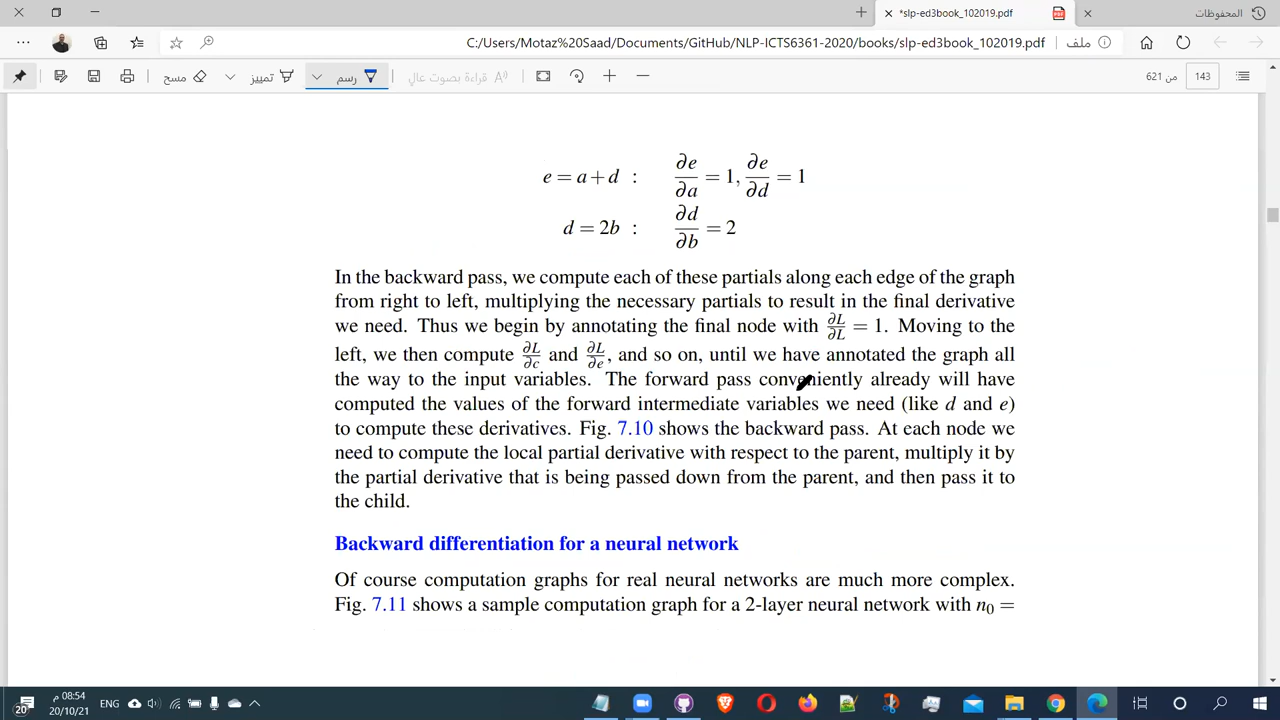 *slp-ed3book_102019.pdf
المحفوظات
C:/Users/Motaz%20Saad/Documents/GitHub/NLP-ICTS6361-2020/books/slp-ed3book_102019.pdf
ملف
مسح
تمييز
رسم
قراءة بصوت عالٍ
من 621
143
e = a + d : ∂e/∂a = 1, ∂e/∂d = 1
d = 2b : ∂d/∂b = 2
In the backward pass, we compute each of these partials along each edge of the graph
from right to left, multiplying the necessary partials to result in the final derivative
we need. Thus we begin by annotating the final node with ∂L/∂L = 1. Moving to the
left, we then compute ∂L/∂c and ∂L/∂e, and so on, until we have annotated the graph all
the way to the input variables. The forward pass conveniently already will have
computed the values of the forward intermediate variables we need (like d and e)
to compute these derivatives. Fig. 7.10 shows the backward pass. At each node we
need to compute the local partial derivative with respect to the parent, multiply it by
the partial derivative that is being passed down from the parent, and then pass it to
the child.
Backward differentiation for a neural network
Of course computation graphs for real neural networks are much more complex.
Fig. 7.11 shows a sample computation graph for a 2-layer neural network with n₀ =
20
08:54 م
20/10/21
ENG